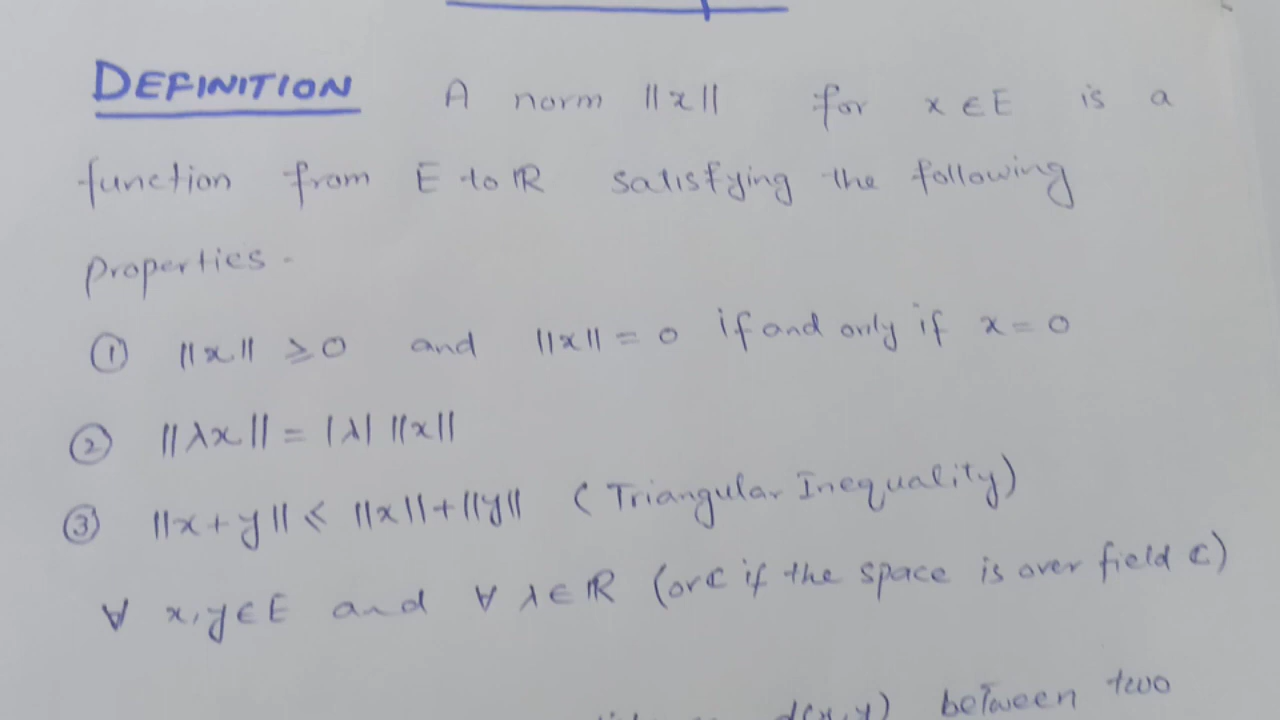 DEFINITION A norm ||x|| for x ∈ E is a
function from E to ℝ satisfying the following
properties.
① ||x|| ⩾ 0 and ||x|| = 0 if and only if x = 0
② ||λx|| = |λ| ||x||
③ ||x + y|| ⩽ ||x|| + ||y|| (Triangular Inequality)
∀ x, y ∈ E and ∀ λ ∈ ℝ (or ℂ if the space is over field ℂ)
d(x,y) between two